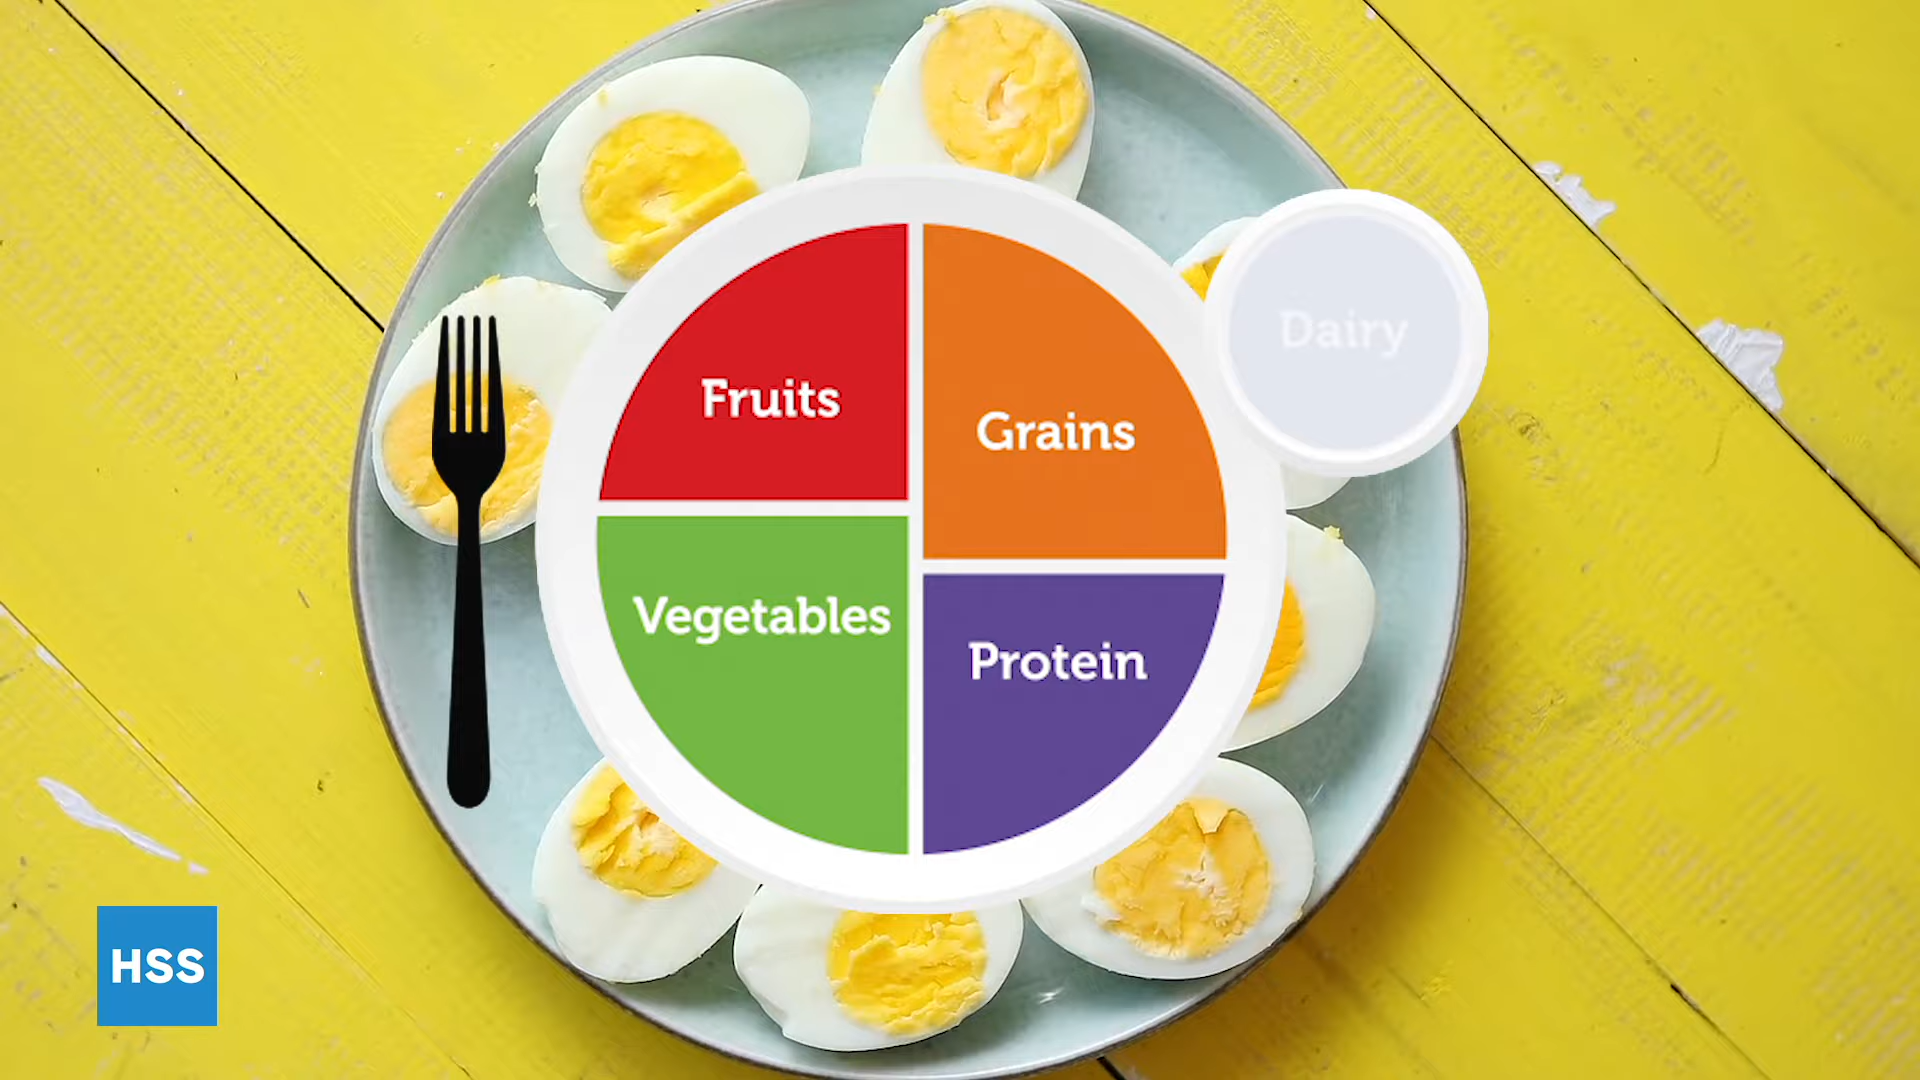 Fruits
Grains
Dairy
Vegetables
Protein
HSS